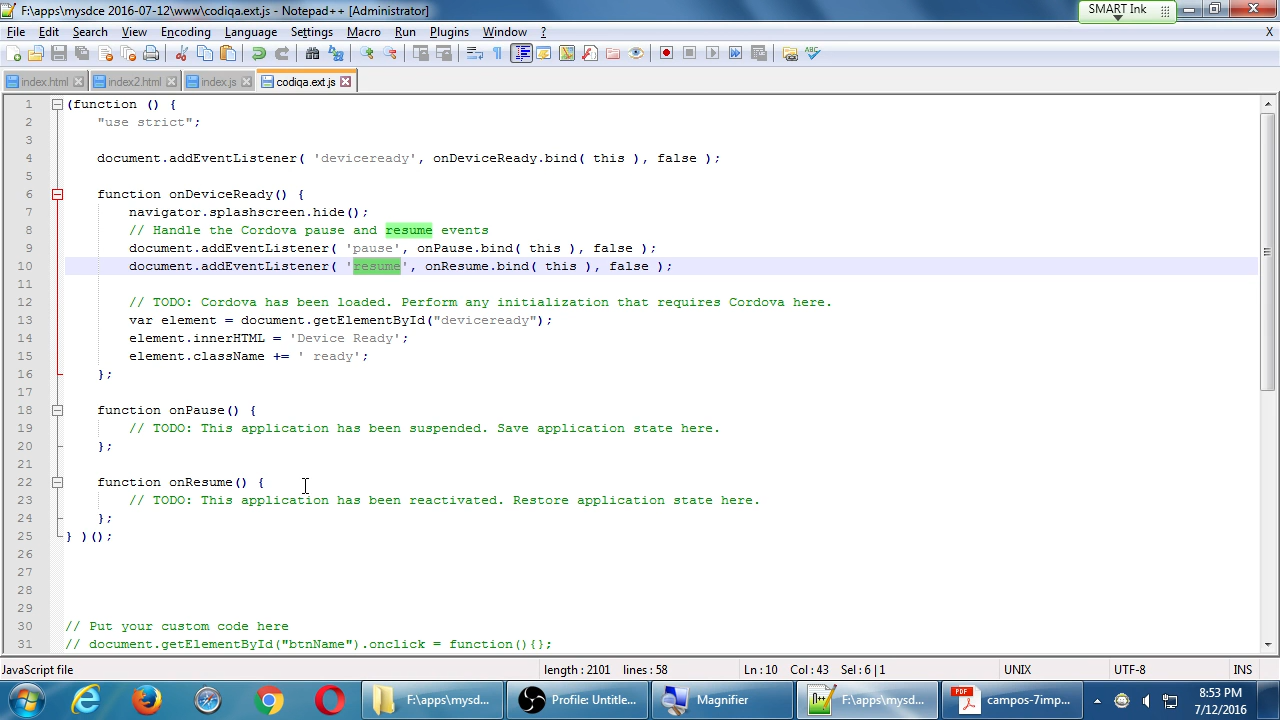 F:\apps\mysdce 2016-07-12\www\codiqa.ext.js - Notepad++ [Administrator]
SMART Ink
File Edit Search View Encoding Language Settings Macro Run Plugins Window ? X
index.html index2.html index.js codiqa.ext.js
1 (function () {
2 "use strict";
3
4 document.addEventListener( 'deviceready', onDeviceReady.bind( this ), false );
5
6 function onDeviceReady() {
7 navigator.splashscreen.hide();
8 // Handle the Cordova pause and resume events
9 document.addEventListener( 'pause', onPause.bind( this ), false );
10 document.addEventListener( 'resume', onResume.bind( this ), false );
11
12 // TODO: Cordova has been loaded. Perform any initialization that requires Cordova here.
13 var element = document.getElementById("deviceready");
14 element.innerHTML = 'Device Ready';
15 element.className += ' ready';
16 };
17
18 function onPause() {
19 // TODO: This application has been suspended. Save application state here.
20 };
21
22 function onResume() {
23 // TODO: This application has been reactivated. Restore application state here.
24 };
25 } )();
26
27
28
29
30 // Put your custom code here
31 // document.getElementById("btnName").onclick = function(){};
JavaScript file length : 2101 lines : 58 Ln : 10 Col : 43 Sel : 6 | 1 UNIX UTF-8 INS
F:\apps\mysd... Profile: Untitle... Magnifier F:\apps\mysd... PDF campos-7imp... 8:53 PM
7/12/2016